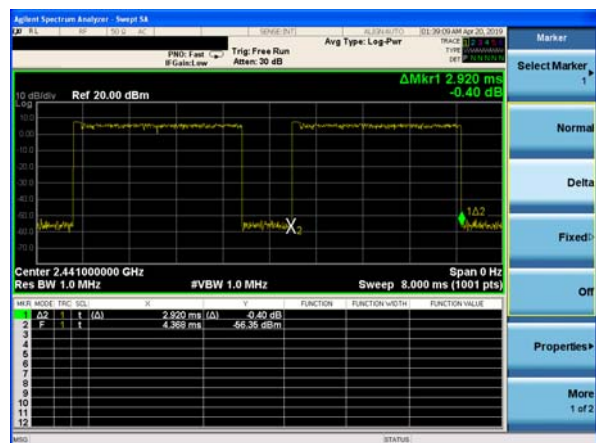 Agilent Spectrum Analyzer - Swept SA
RL RF 50 Ω AC SENSE:INT ALIGN AUTO 01:39:09 AM Apr 20, 2019
PNO: Fast Trig: Free Run Avg Type: Log-Pwr TRACE 1 2 3 4 5 6
IFGain:Low Atten: 30 dB TYPE
DET P N N N N N
ΔMkr1 2.920 ms
-0.40 dB
10 dB/div Ref 20.00 dBm
Log
10.0
0.00
-10.0
-20.0
-30.0
-40.0
-50.0
-60.0
-70.0
1Δ2
X2
Center 2.441000000 GHz Span 0 Hz
Res BW 1.0 MHz #VBW 1.0 MHz Sweep 8.000 ms (1001 pts)
MKR MODE TRC SCL X Y FUNCTION FUNCTION WIDTH FUNCTION VALUE
1 Δ2 1 t (Δ) 2.920 ms (Δ) -0.40 dB
2 F 1 t 4.368 ms -56.35 dBm
3
4
5
6
7
8
9
10
11
12
MSG STATUS
Marker
Select Marker
1
Normal
Delta
Fixed
Off
Properties
More
1 of 2